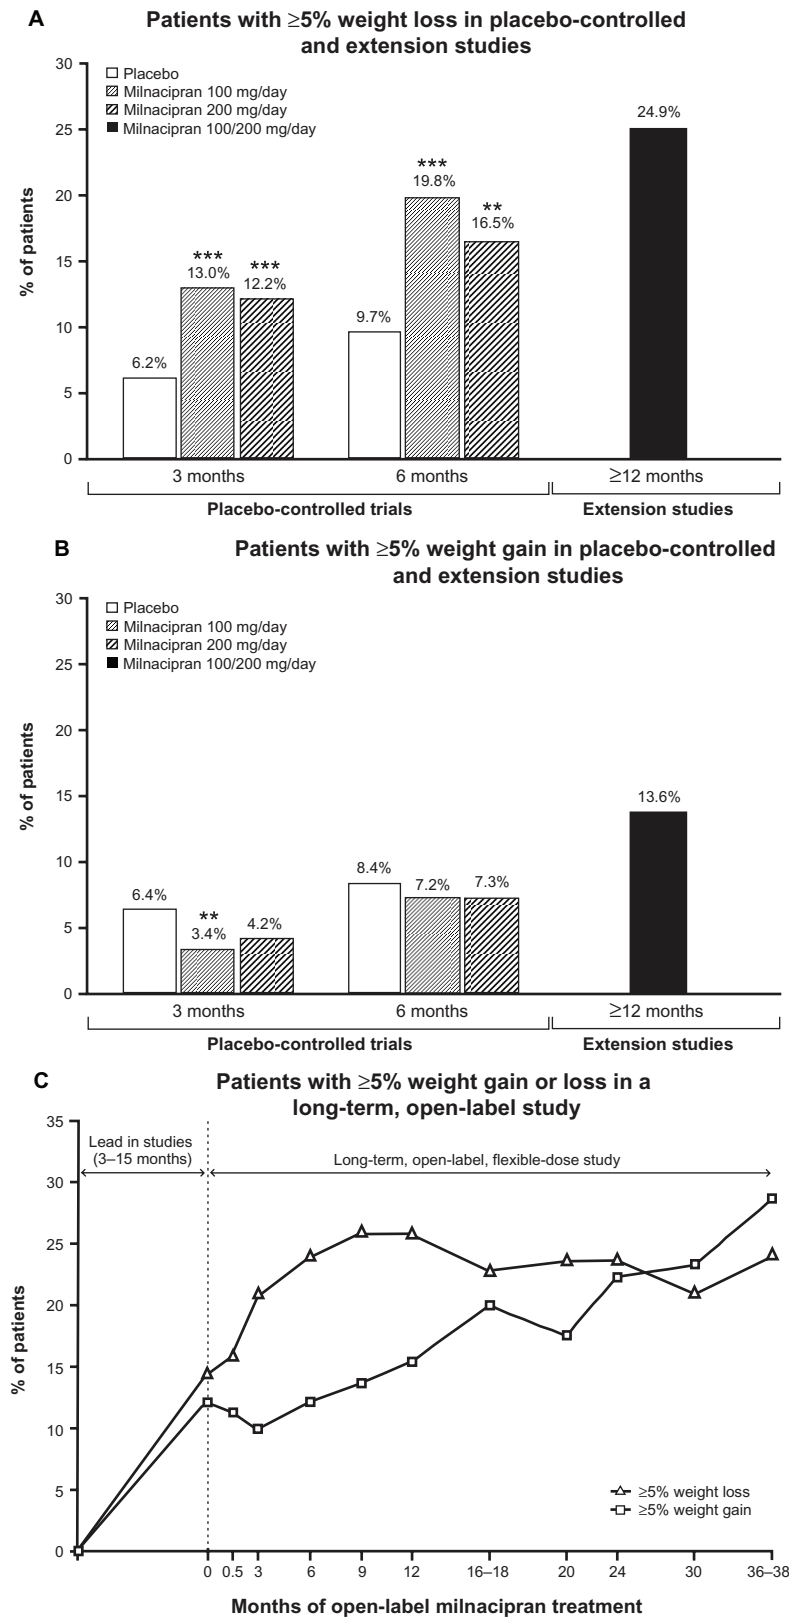 A
Patients with ≥5% weight loss in placebo-controlled
and extension studies
% of patients
30
25
20
15
10
5
0
Placebo
Milnacipran 100 mg/day
Milnacipran 200 mg/day
Milnacipran 100/200 mg/day
6.2%
***
13.0%
***
12.2%
9.7%
***
19.8%
**
16.5%
24.9%
3 months
6 months
≥12 months
Placebo-controlled trials
Extension studies
B
Patients with ≥5% weight gain in placebo-controlled
and extension studies
% of patients
30
25
20
15
10
5
0
Placebo
Milnacipran 100 mg/day
Milnacipran 200 mg/day
Milnacipran 100/200 mg/day
6.4%
**
3.4%
4.2%
8.4%
7.2%
7.3%
13.6%
3 months
6 months
≥12 months
Placebo-controlled trials
Extension studies
C
Patients with ≥5% weight gain or loss in a
long-term, open-label study
% of patients
35
30
25
20
15
10
5
0
Lead in studies
(3–15 months)
Long-term, open-label, flexible-dose study
≥5% weight loss
≥5% weight gain
0 0.5 3 6 9 12 16–18 20 24 30 36–38
Months of open-label milnacipran treatment